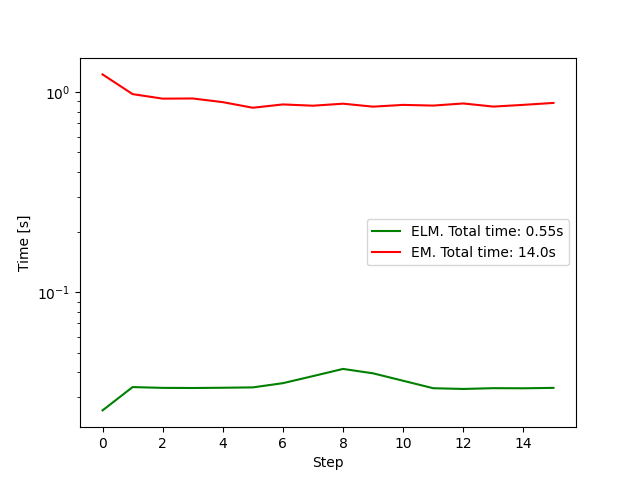 10⁰
10⁻¹
Time [s]
ELM. Total time: 0.55s
EM. Total time: 14.0s
0 2 4 6 8 10 12 14
Step